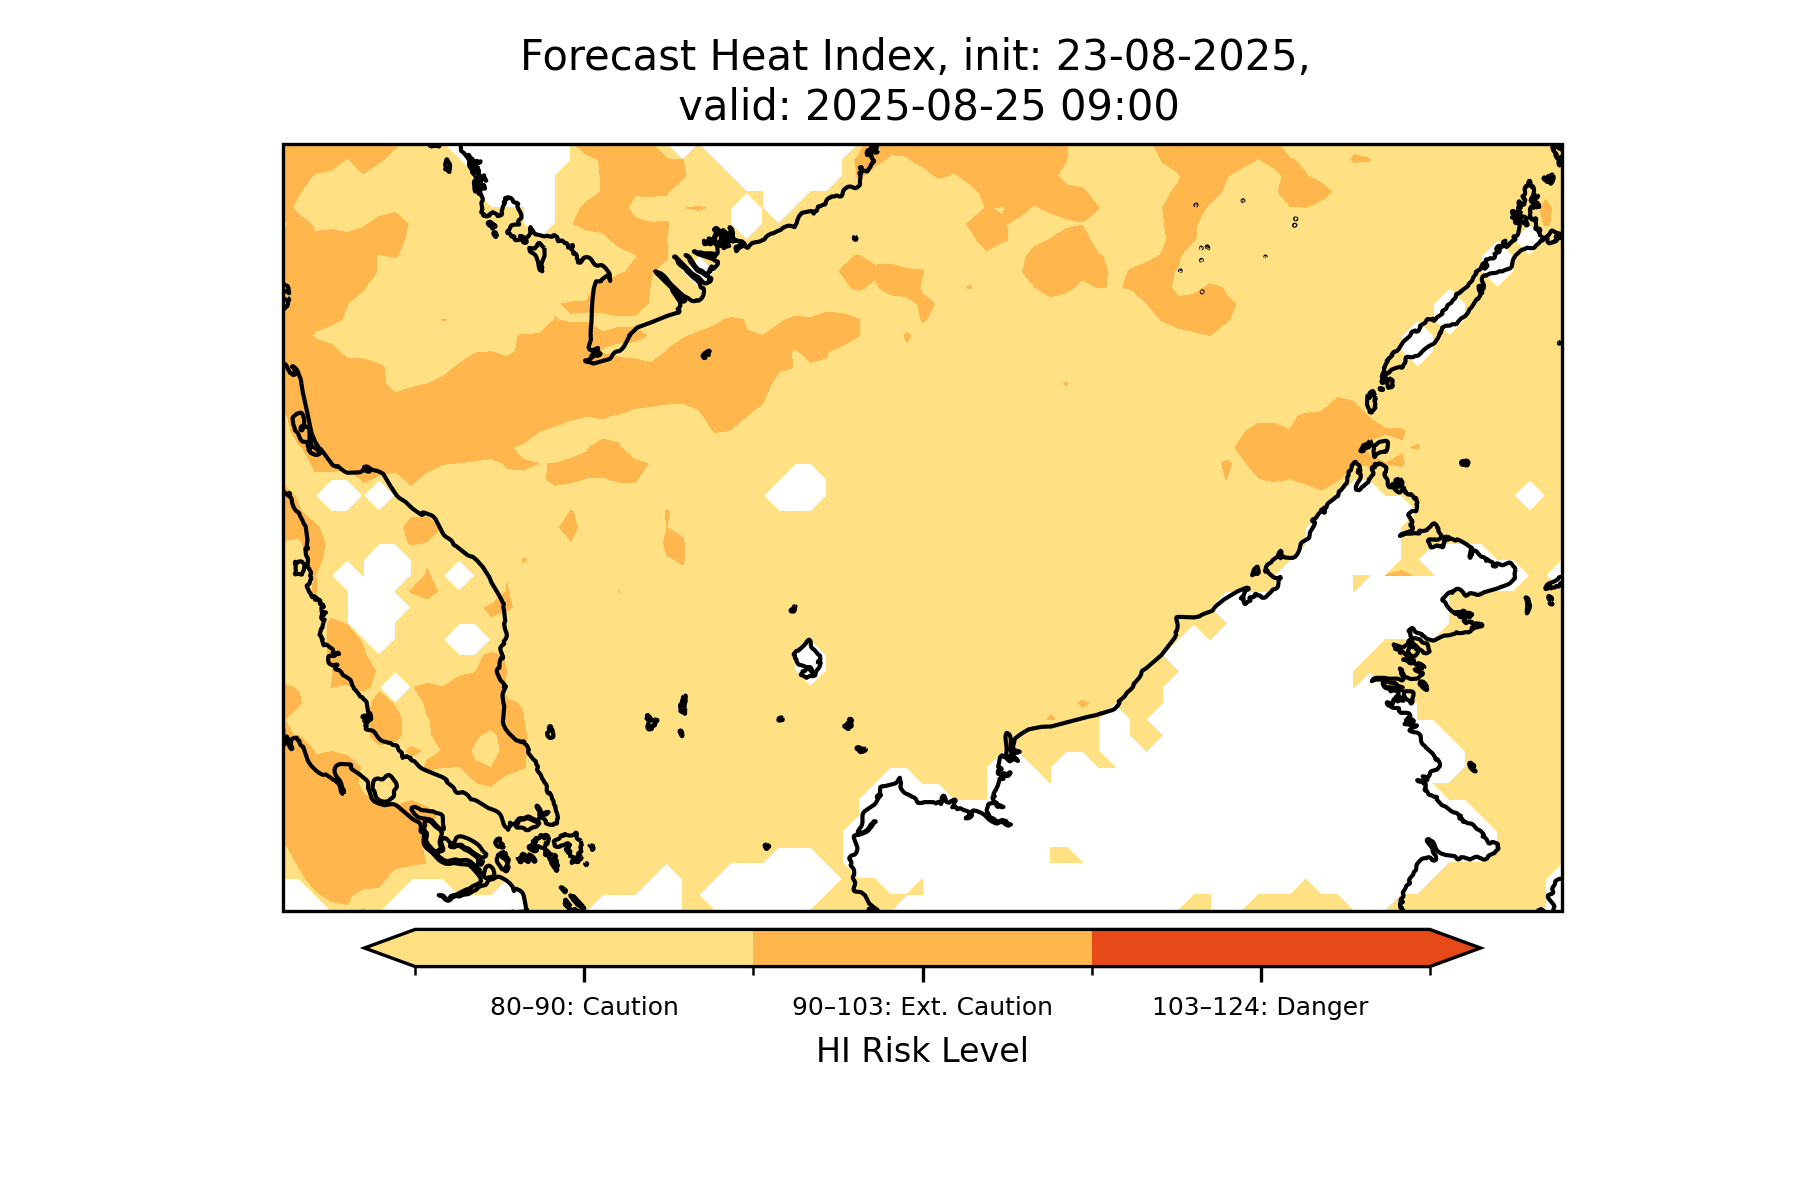 Forecast Heat Index, init: 23-08-2025,
valid: 2025-08-25 09:00
80–90: Caution
90–103: Ext. Caution
103–124: Danger
HI Risk Level